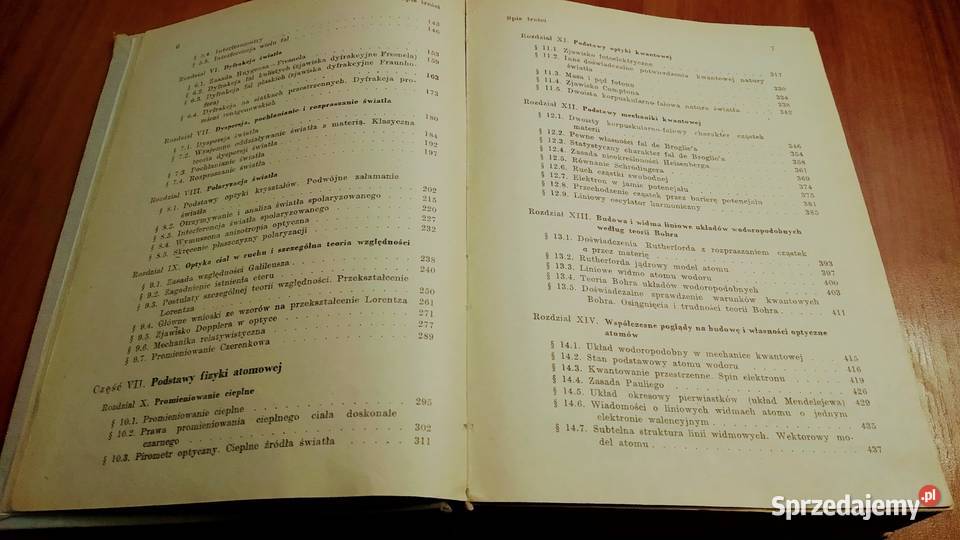 6
Spis treści
§ 5.4. Interferometry 143
§ 5.5. Interferencja wielu fal 146
Rozdział VI. Dyfrakcja światła
§ 6.1. Zasada Huygensa—Fresnela 153
§ 6.2. Dyfrakcja fal kulistych (zjawiska dyfrakcyjne Fresnela) 159
§ 6.3. Dyfrakcja fal płaskich (zjawiska dyfrakcyjne Fraunho-
fera) 163
§ 6.4. Dyfrakcja na siatkach przestrzennych. Dyfrakcja pro-
mieni rentgenowskich 173
Rozdział VII. Dyspersja, pochłanianie i rozpraszanie światła
§ 7.1. Dyspersja światła 180
§ 7.2. Wzajemne oddziaływanie światła z materią. Klasyczna
teoria dyspersji światła 184
§ 7.3. Pochłanianie światła 192
§ 7.4. Rozpraszanie światła 197
Rozdział VIII. Polaryzacja światła
§ 8.1. Podstawy optyki kryształów. Podwójne załamanie
światła 202
§ 8.2. Otrzymywanie i analiza światła spolaryzowanego 215
§ 8.3. Interferencja światła spolaryzowanego 220
§ 8.4. Wymuszona anizotropia optyczna 227
§ 8.5. Skręcenie płaszczyzny polaryzacji 232
Rozdział IX. Optyka ciał w ruchu i szczególna teoria względności
§ 9.1. Zasada względności Galileusza 238
§ 9.2. Zagadnienie istnienia eteru 240
§ 9.3. Postulaty szczególnej teorii względności. Przekształcenie
Lorentza 250
§ 9.4. Główne wnioski ze wzorów na przekształcenie Lorentza 261
§ 9.5. Zjawisko Dopplera w optyce 271
§ 9.6. Mechanika relatywistyczna 277
§ 9.7. Promieniowanie Czerenkowa 289
Część VII. Podstawy fizyki atomowej
Rozdział X. Promieniowanie cieplne
§ 10.1. Promieniowanie cieplne 295
§ 10.2. Prawa promieniowania cieplnego ciała doskonale
czarnego 302
§ 10.3. Pirometr optyczny. Cieplne źródła światła 311
Spis treści
7
Rozdział XI. Podstawy optyki kwantowej
§ 11.1. Zjawisko fotoelektryczne 317
§ 11.2. Inne doświadczalne potwierdzenia kwantowej natury
światła 330
§ 11.3. Masa i pęd fotonu 334
§ 11.4. Zjawisko Comptona 338
§ 11.5. Dwoista korpuskularno-falowa natura światła 342
Rozdział XII. Podstawy mechaniki kwantowej
§ 12.1. Dwoisty korpuskularno-falowy charakter cząstek
materii 346
§ 12.2. Pewne własności fal de Broglie'a 354
§ 12.3. Statystyczny charakter fal de Broglie'a 358
§ 12.4. Zasada nieokreśloności Heisenberga 361
§ 12.5. Równanie Schrödingera 366
§ 12.6. Ruch cząstki swobodnej 369
§ 12.7. Elektron w jamie potencjału 374
§ 12.8. Przechodzenie cząstek przez barierę potencjału 375
§ 12.9. Liniowy oscylator harmoniczny 381
385
Rozdział XIII. Budowa i widma liniowe układów wodoropodobnych
według teorii Bohra
§ 13.1. Doświadczenia Rutherforda z rozpraszaniem cząstek
α przez materię 393
§ 13.2. Rutherforda jądrowy model atomu 397
§ 13.3. Liniowe widmo atomu wodoru 400
§ 13.4. Teoria Bohra układów wodoropodobnych 403
§ 13.5. Doświadczalne sprawdzenie warunków kwantowych
Bohra. Osiągnięcia i trudności teorii Bohra 411
Rozdział XIV. Współczesne poglądy na budowę i własności optyczne
atomów
§ 14.1. Układ wodoropodobny w mechanice kwantowej 415
§ 14.2. Stan podstawowy atomu wodoru 416
§ 14.3. Kwantowanie przestrzenne. Spin elektronu 419
§ 14.4. Zasada Pauliego 426
§ 14.5. Układ okresowy pierwiastków (układ Mendelejewa) 429
§ 14.6. Wiadomości o liniowych widmach atomu o jednym
elektronie walencyjnym 435
§ 14.7. Subtelna struktura linii widmowych. Wektorowy mo-
del atomu 437
Sprzedajemy.pl